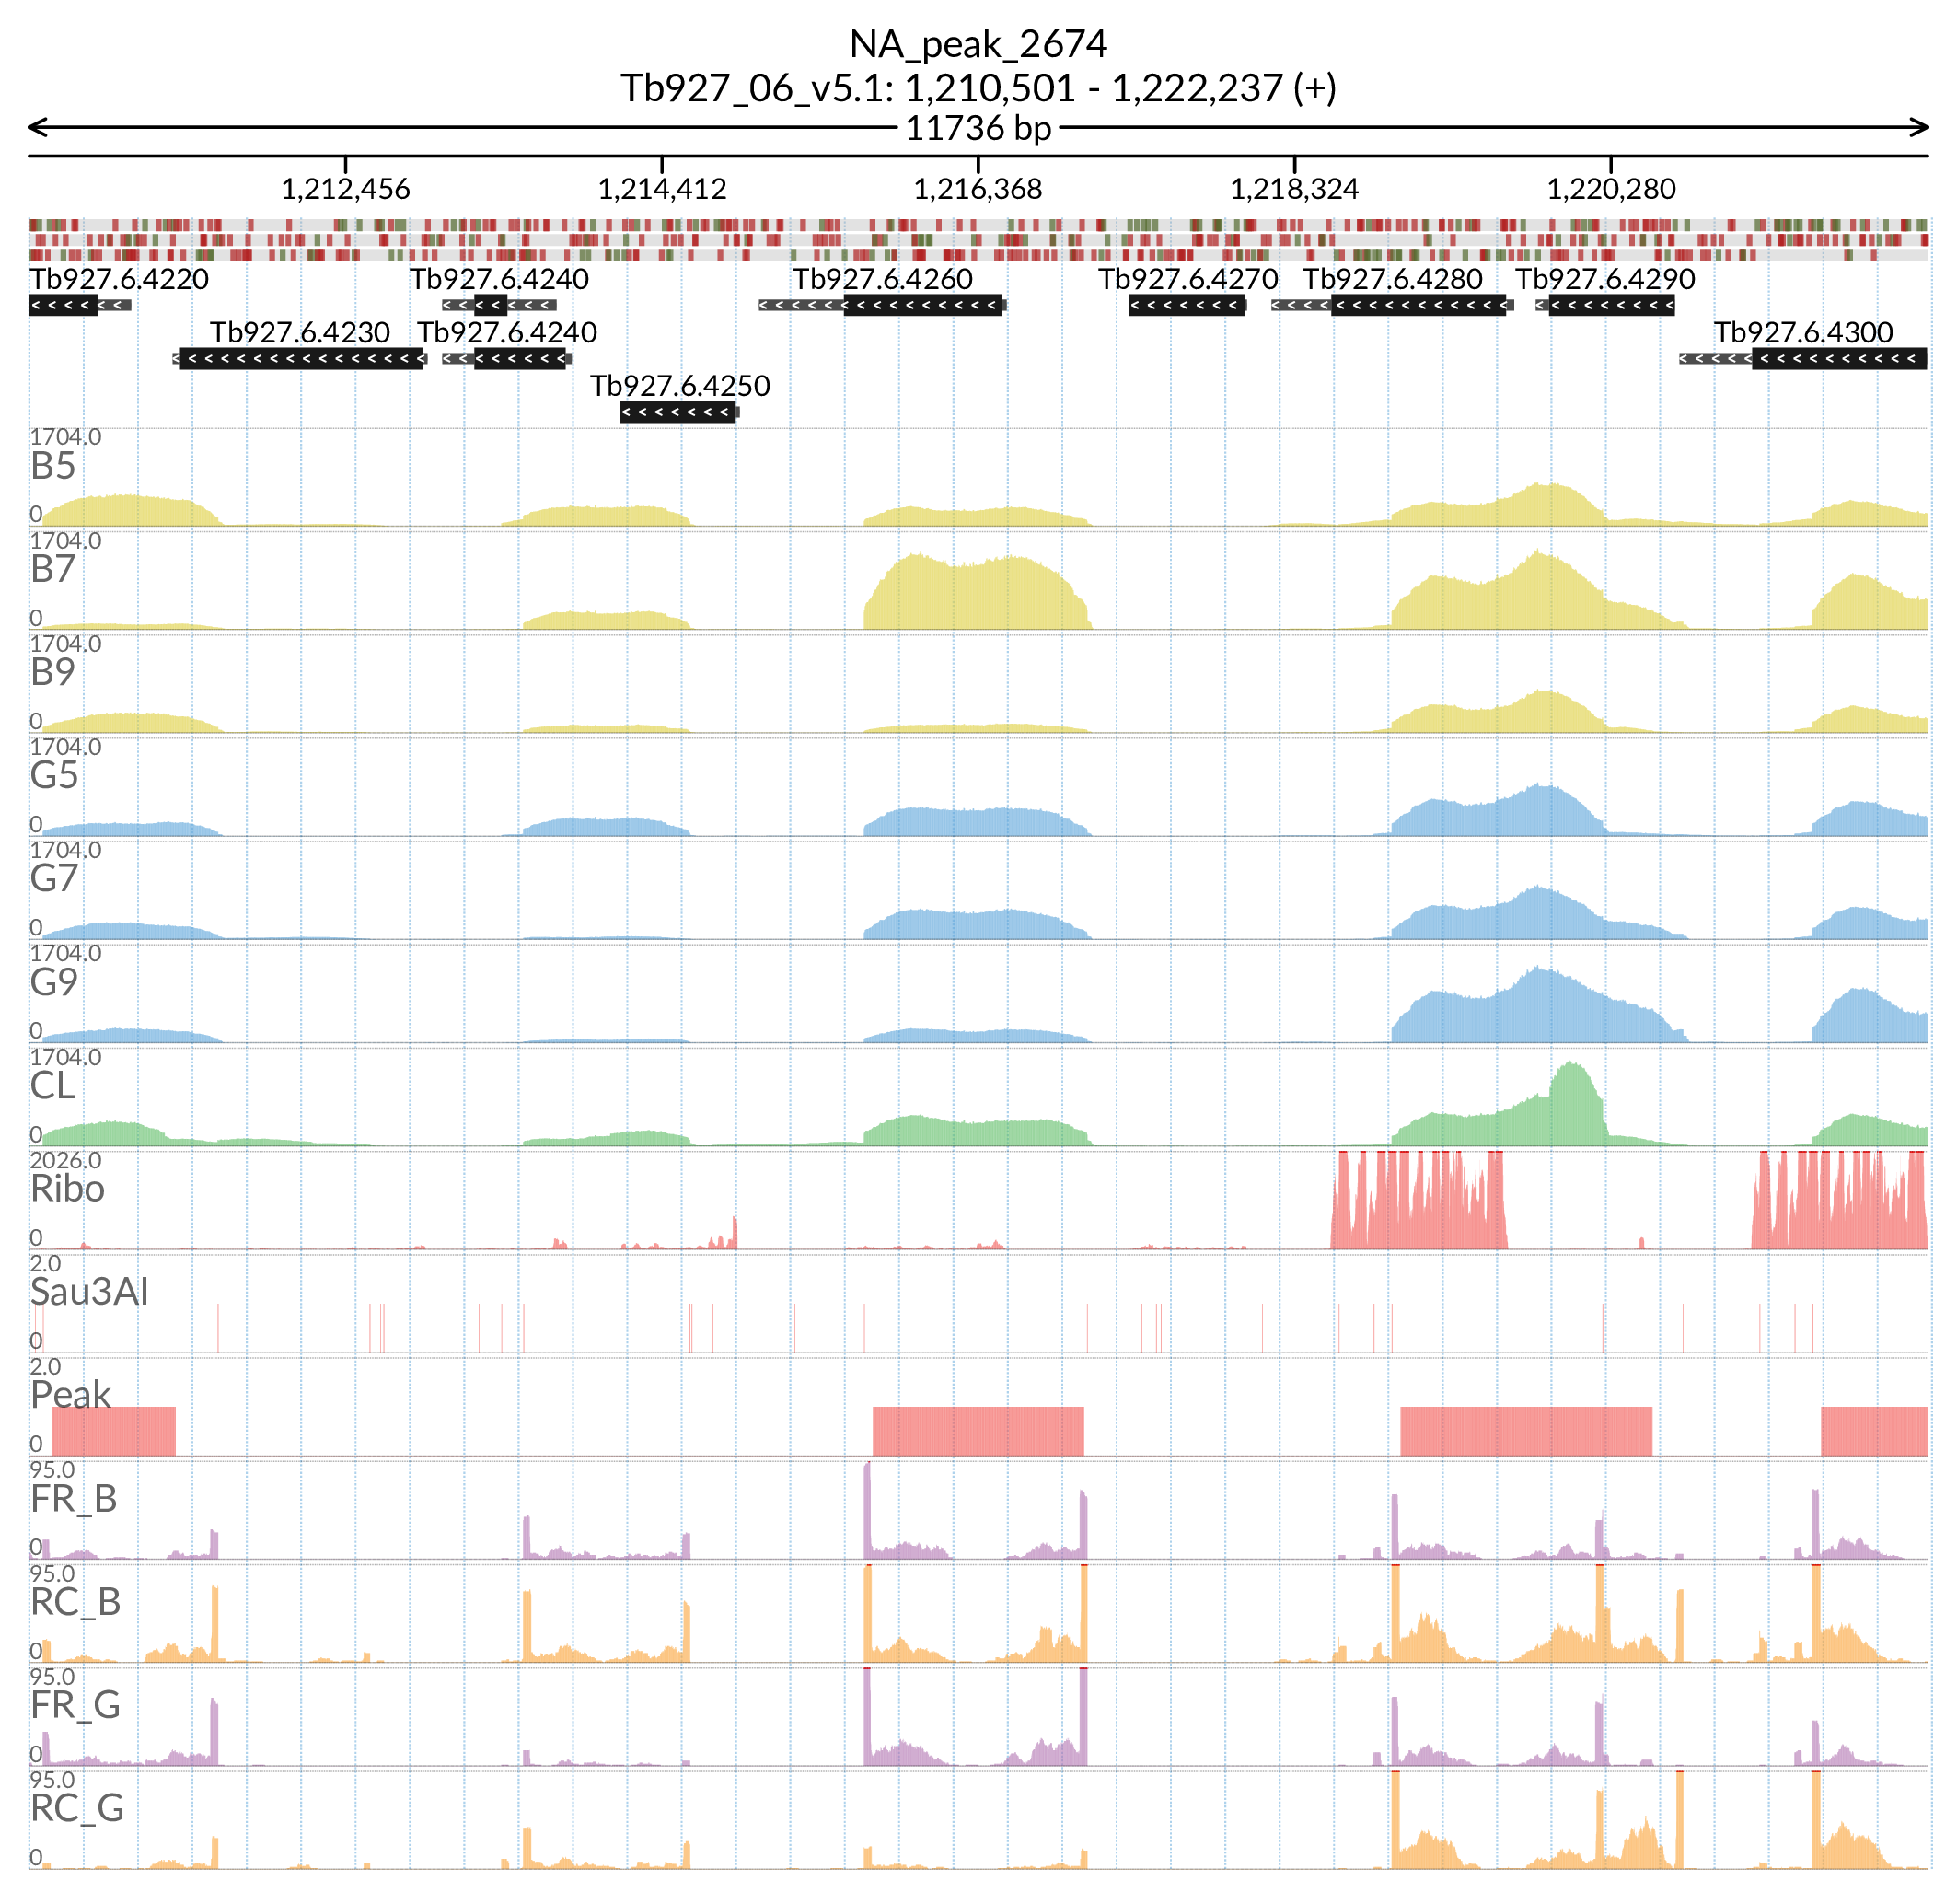 NA_peak_2674
Tb927_06_v5.1: 1,210,501 - 1,222,237 (+)
11736 bp
1,212,456 1,214,412 1,216,368 1,218,324 1,220,280
Tb927.6.4220 Tb927.6.4240 Tb927.6.4260 Tb927.6.4270 Tb927.6.4280 Tb927.6.4290
Tb927.6.4230 Tb927.6.4240 Tb927.6.4300
Tb927.6.4250
1704.0
B5
0
1704.0
B7
0
1704.0
B9
0
1704.0
G5
0
1704.0
G7
0
1704.0
G9
0
1704.0
CL
0
2026.0
Ribo
0
2.0
Sau3AI
0
2.0
Peak
0
95.0
FR_B
0
95.0
RC_B
0
95.0
FR_G
0
95.0
RC_G
0